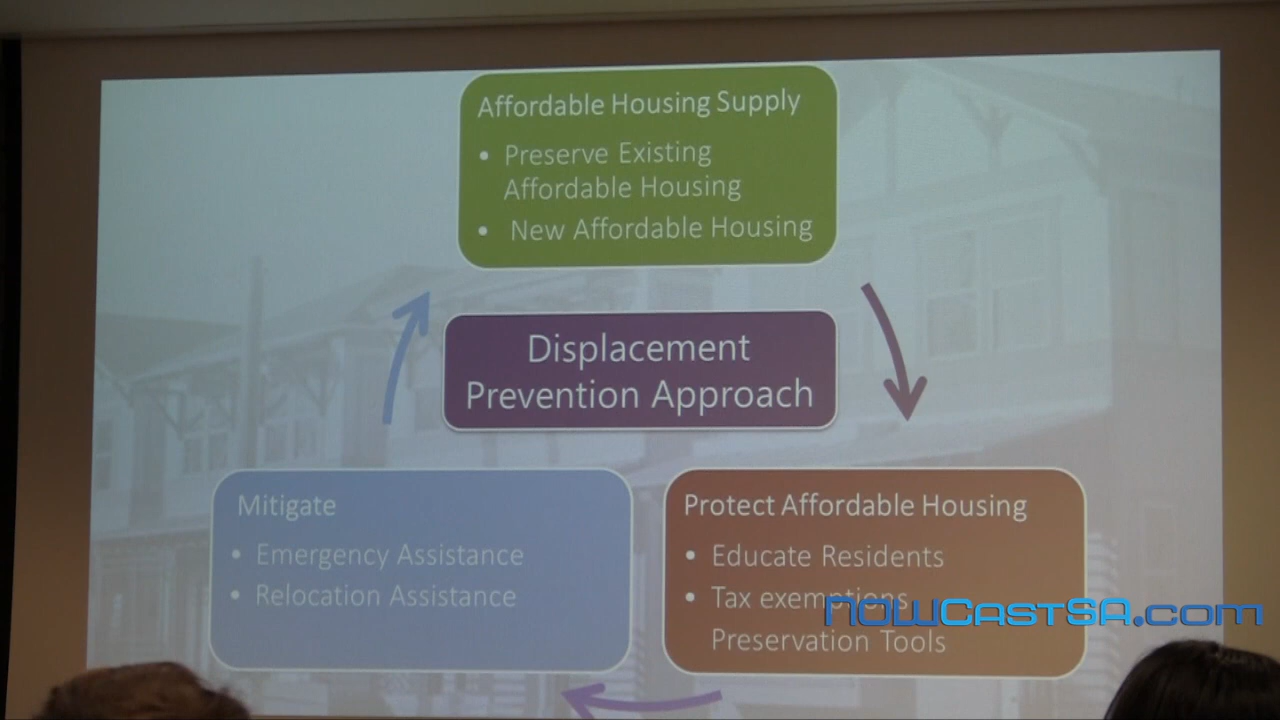 Affordable Housing Supply
• Preserve Existing
Affordable Housing
• New Affordable Housing
Displacement
Prevention Approach
Mitigate
• Emergency Assistance
• Relocation Assistance
Protect Affordable Housing
• Educate Residents
• Tax exemptions
Preservation Tools
NOWCastSA.com